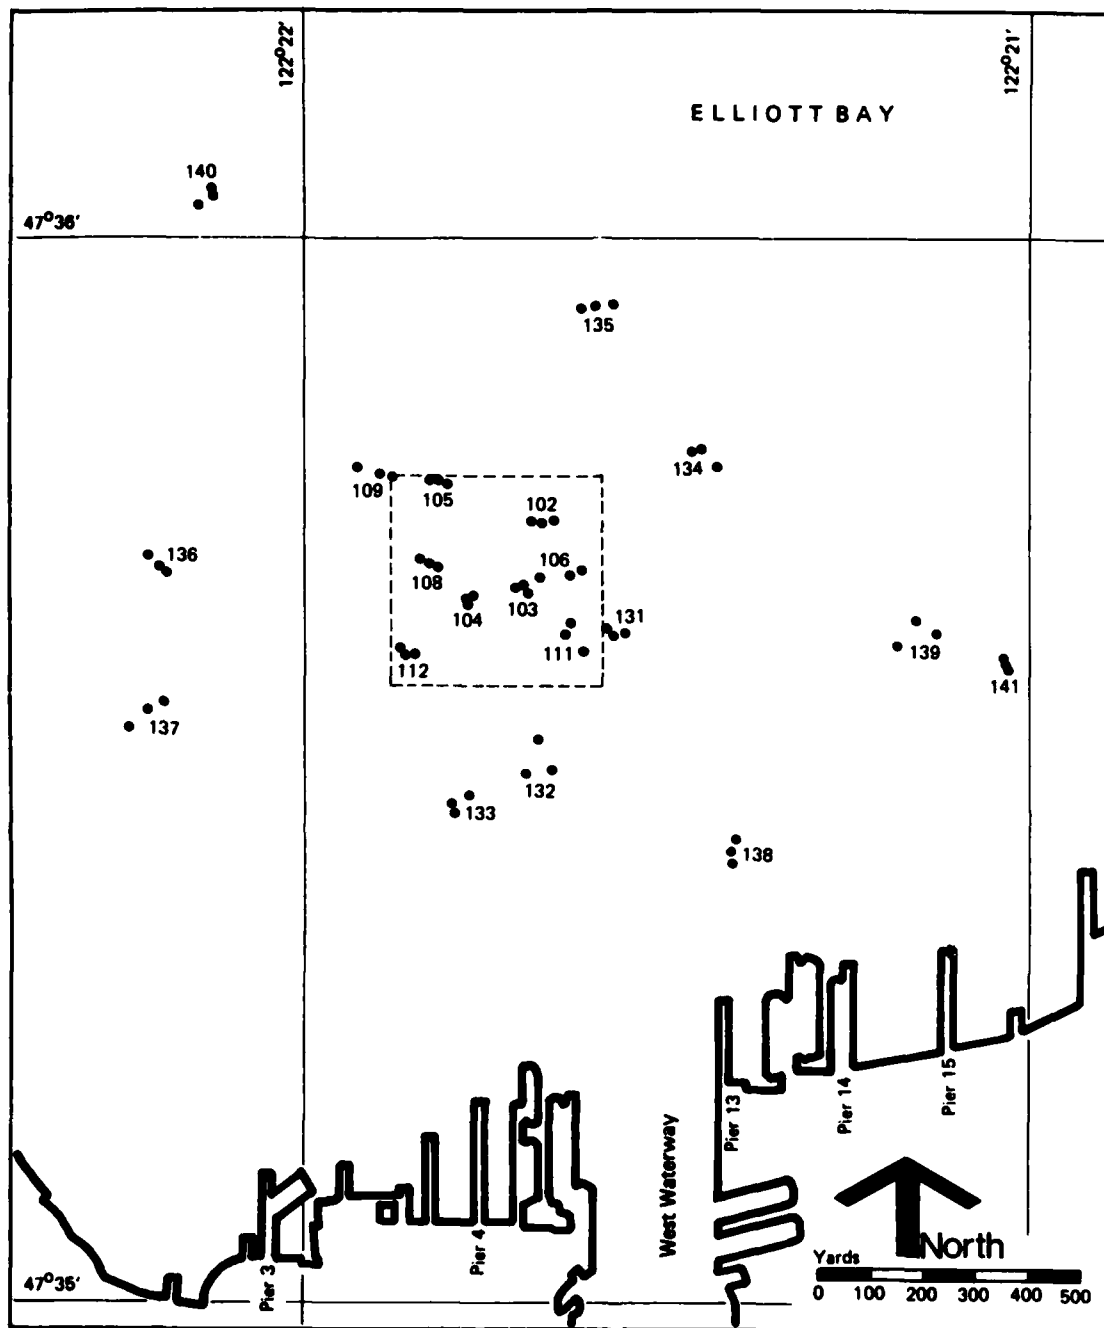 122°22'
122°21'
ELLIOTT BAY
140
47°36'
135
109
105
134
102
136
108
106
104
103
131
111
112
139
141
137
132
133
138
Pier 13
Pier 14
Pier 15
West Waterway
Pier 4
Pier 3
North
Yards
47°35'
0 100 200 300 400 500